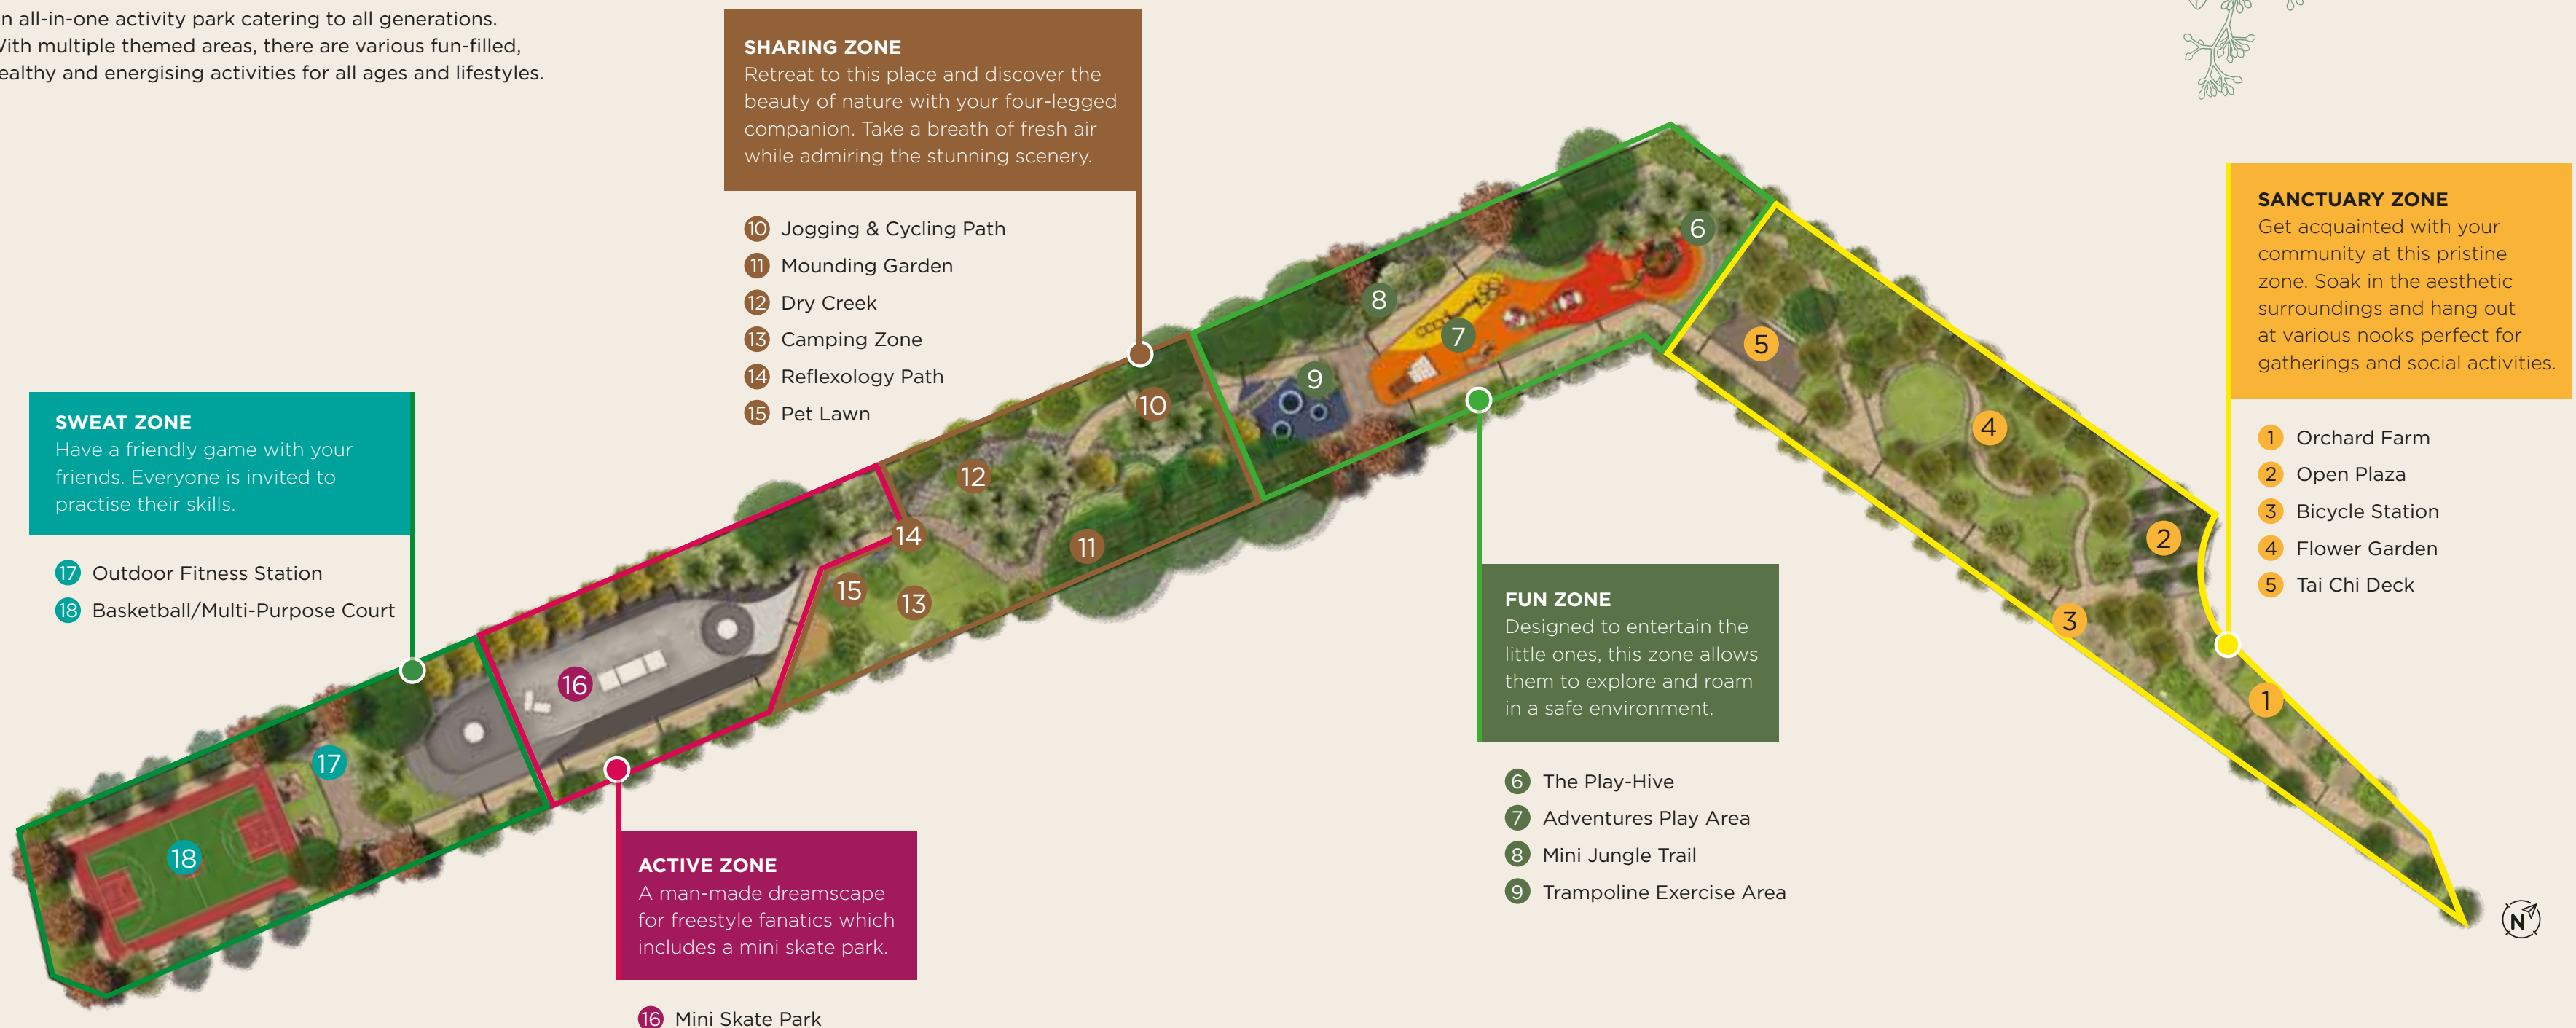 n all-in-one activity park catering to all generations.
With multiple themed areas, there are various fun-filled,
ealthy and energising activities for all ages and lifestyles.
SHARING ZONE
Retreat to this place and discover the
beauty of nature with your four-legged
companion. Take a breath of fresh air
while admiring the stunning scenery.
10 Jogging & Cycling Path
11 Mounding Garden
12 Dry Creek
13 Camping Zone
14 Reflexology Path
15 Pet Lawn
SANCTUARY ZONE
Get acquainted with your
community at this pristine
zone. Soak in the aesthetic
surroundings and hang out
at various nooks perfect for
gatherings and social activities.
1 Orchard Farm
2 Open Plaza
3 Bicycle Station
4 Flower Garden
5 Tai Chi Deck
SWEAT ZONE
Have a friendly game with your
friends. Everyone is invited to
practise their skills.
17 Outdoor Fitness Station
18 Basketball/Multi-Purpose Court
FUN ZONE
Designed to entertain the
little ones, this zone allows
them to explore and roam
in a safe environment.
6 The Play-Hive
7 Adventures Play Area
8 Mini Jungle Trail
9 Trampoline Exercise Area
ACTIVE ZONE
A man-made dreamscape
for freestyle fanatics which
includes a mini skate park.
16 Mini Skate Park
6
8
7
9
5
10
4
12
14
11
2
15
13
3
16
1
17
18
N